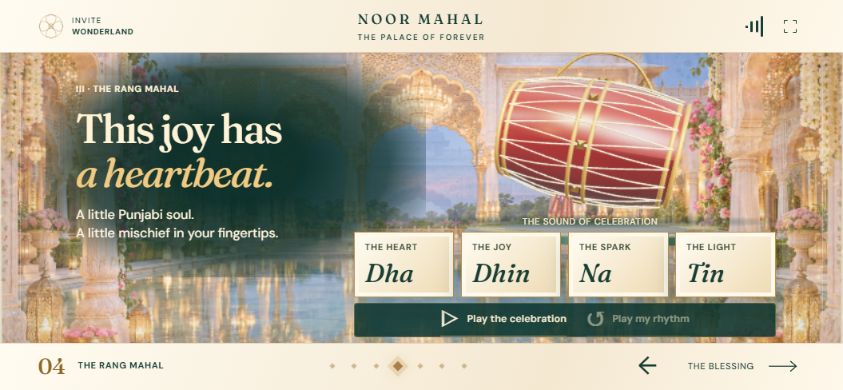 INVITE
WONDERLAND
NOOR MAHAL
THE PALACE OF FOREVER
III · THE RANG MAHAL
This joy has
a heartbeat.
A little Punjabi soul.
A little mischief in your fingertips.
THE SOUND OF CELEBRATION
THE HEART
Dha
THE JOY
Dhin
THE SPARK
Na
THE LIGHT
Tin
Play the celebration
Play my rhythm
04
THE RANG MAHAL
THE BLESSING